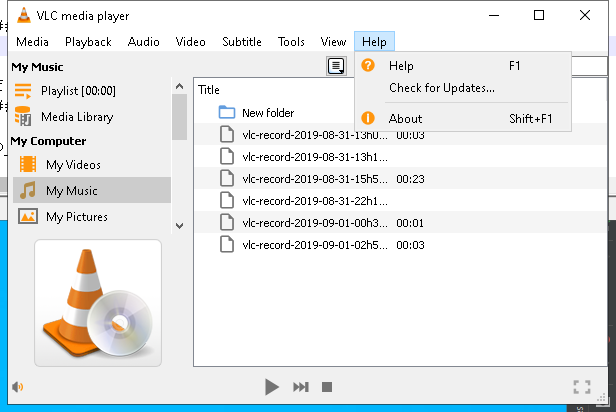 VLC media player
Media Playback Audio Video Subtitle Tools View Help
My Music
Playlist [00:00]
Media Library
My Computer
My Videos
My Music
My Pictures
Help F1
Check for Updates...
About Shift+F1
Title
New folder
vlc-record-2019-08-31-13h0... 00:03
vlc-record-2019-08-31-13h1...
vlc-record-2019-08-31-15h5... 00:23
vlc-record-2019-08-31-22h1...
vlc-record-2019-09-01-00h3... 00:01
vlc-record-2019-09-01-02h5... 00:03